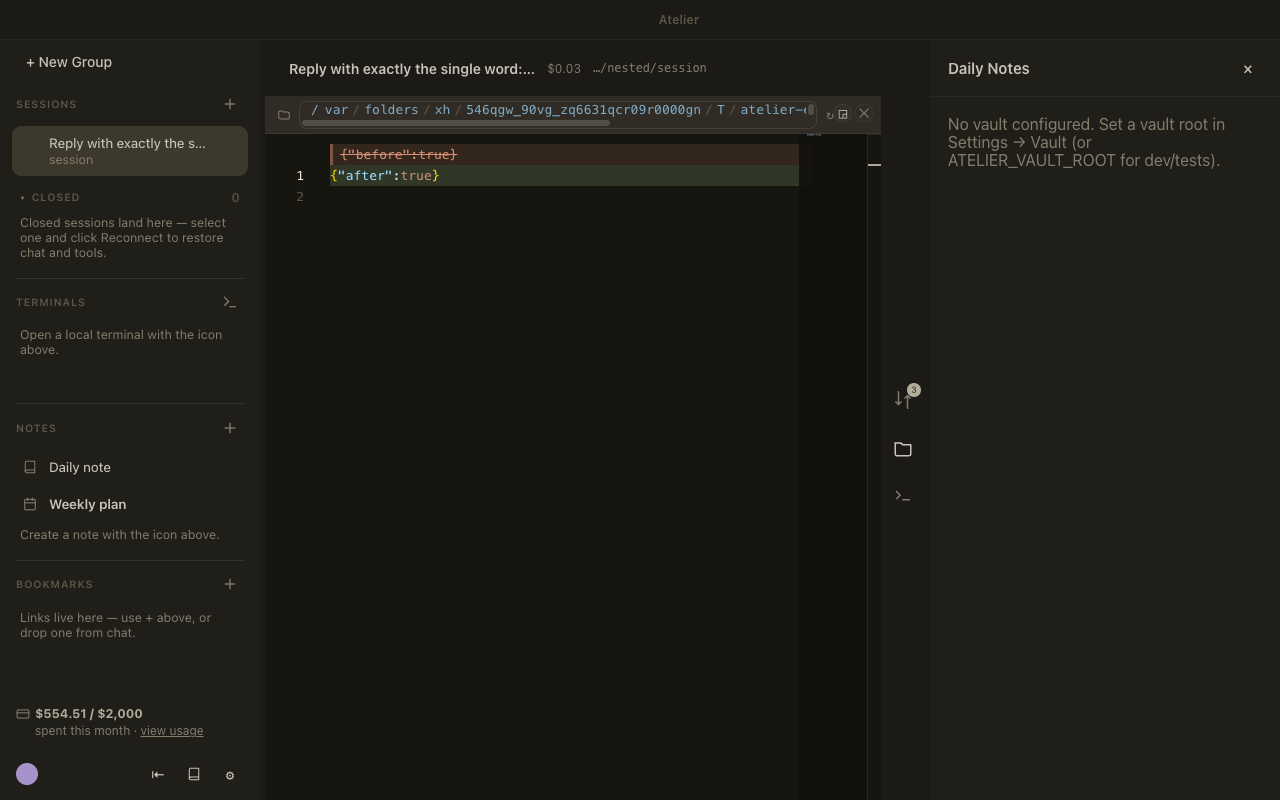 Atelier
+ New Group
SESSIONS
Reply with exactly the s...
session
CLOSED 0
Closed sessions land here — select
one and click Reconnect to restore
chat and tools.
TERMINALS
Open a local terminal with the icon
above.
NOTES
Daily note
Weekly plan
Create a note with the icon above.
BOOKMARKS
Links live here — use + above, or
drop one from chat.
$554.51 / $2,000
spent this month · view usage
Reply with exactly the single word:... $0.03 …/nested/session
/ var / folders / xh / 546qgw_90vg_zq6631qcr09r0000gn / T / atelier-
{"before":true}
1 {"after":true}
2
3
Daily Notes ×
No vault configured. Set a vault root in
Settings → Vault (or
ATELIER_VAULT_ROOT for dev/tests).